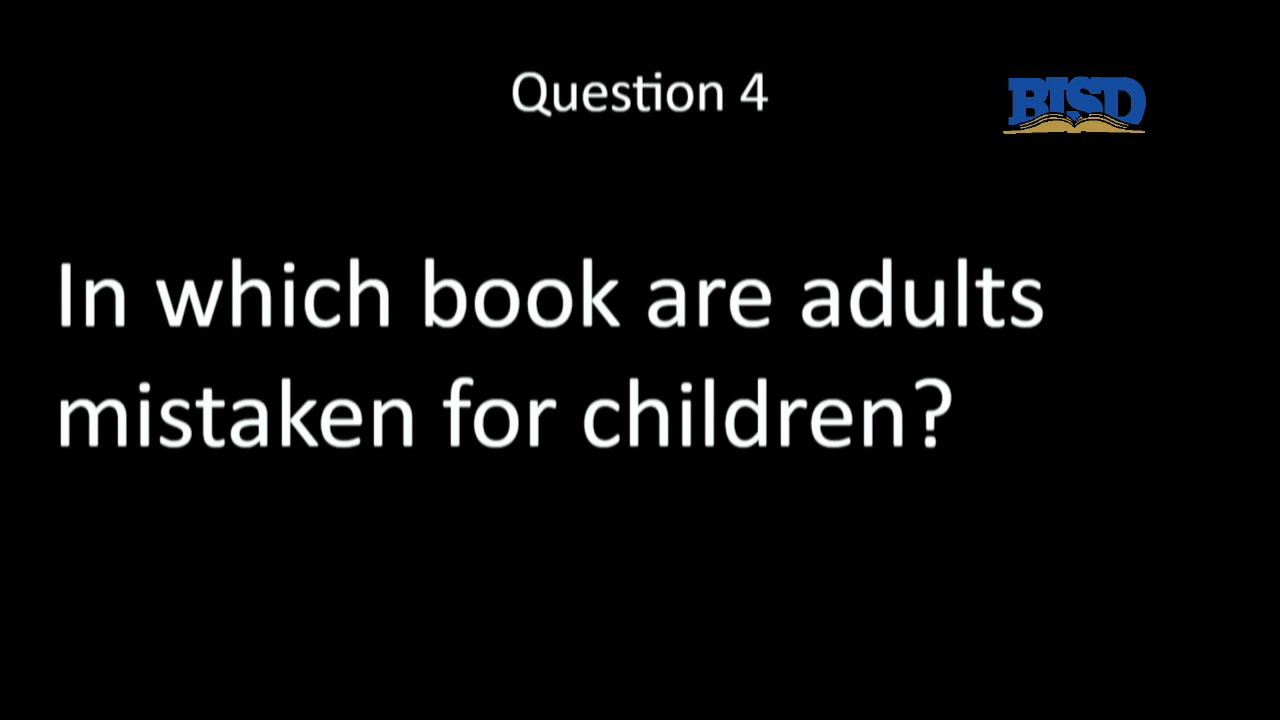 Question 4
BISD
In which book are adults
mistaken for children?